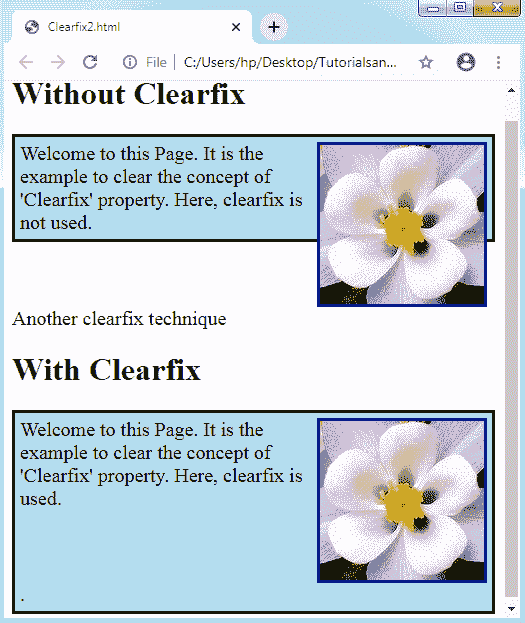 Clearfix2.html
File | C:/Users/hp/Desktop/Tutorialsan...
Without Clearfix
Welcome to this Page. It is the
example to clear the concept of
'Clearfix' property. Here, clearfix is
not used.
Another clearfix technique
With Clearfix
Welcome to this Page. It is the
example to clear the concept of
'Clearfix' property. Here, clearfix is
used.
.